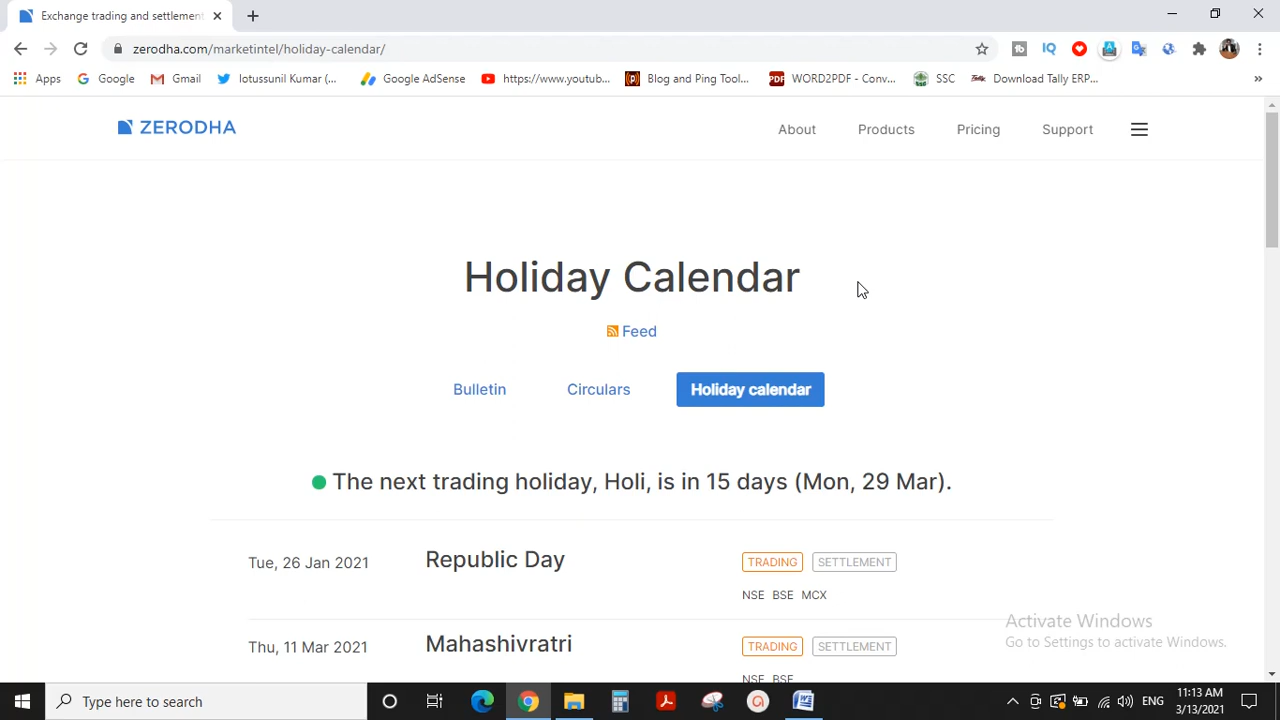 Exchange trading and settlement
zerodha.com/marketintel/holiday-calendar/
Apps Google Gmail lotussunil Kumar (... Google AdSense https://www.youtub... Blog and Ping Tool... WORD2PDF - Conv... SSC Download Tally ERP... »
ZERODHA About Products Pricing Support
Holiday Calendar
Feed
Bulletin Circulars Holiday calendar
The next trading holiday, Holi, is in 15 days (Mon, 29 Mar).
Tue, 26 Jan 2021 Republic Day TRADING SETTLEMENT
NSE BSE MCX
Thu, 11 Mar 2021 Mahashivratri TRADING SETTLEMENT
NSE BSE
Activate Windows
Go to Settings to activate Windows.
Type here to search ENG 11:13 AM
3/13/2021